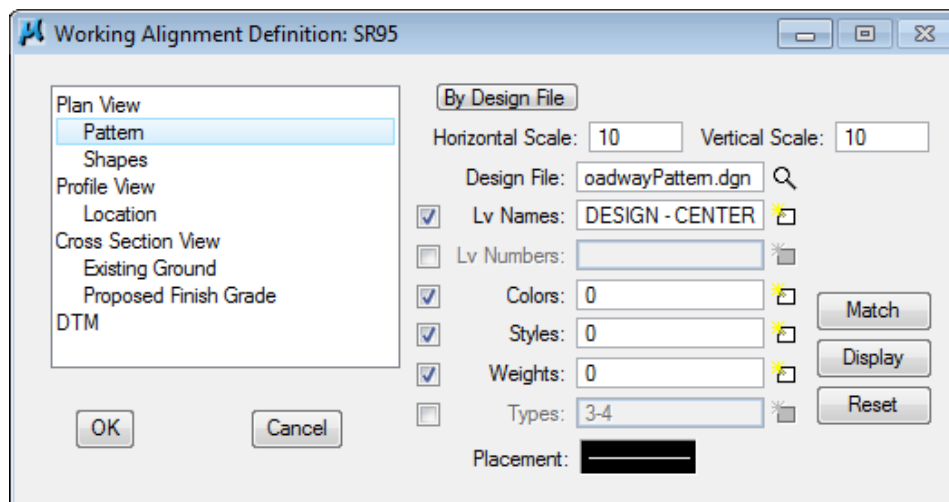 Working Alignment Definition: SR95
Plan View
Pattern
Shapes
Profile View
Location
Cross Section View
Existing Ground
Proposed Finish Grade
DTM
OK
Cancel
By Design File
Horizontal Scale: 10 Vertical Scale: 10
Design File: oadwayPattern.dgn
Lv Names: DESIGN - CENTER
Lv Numbers:
Colors: 0
Styles: 0
Weights: 0
Types: 3-4
Placement:
Match
Display
Reset